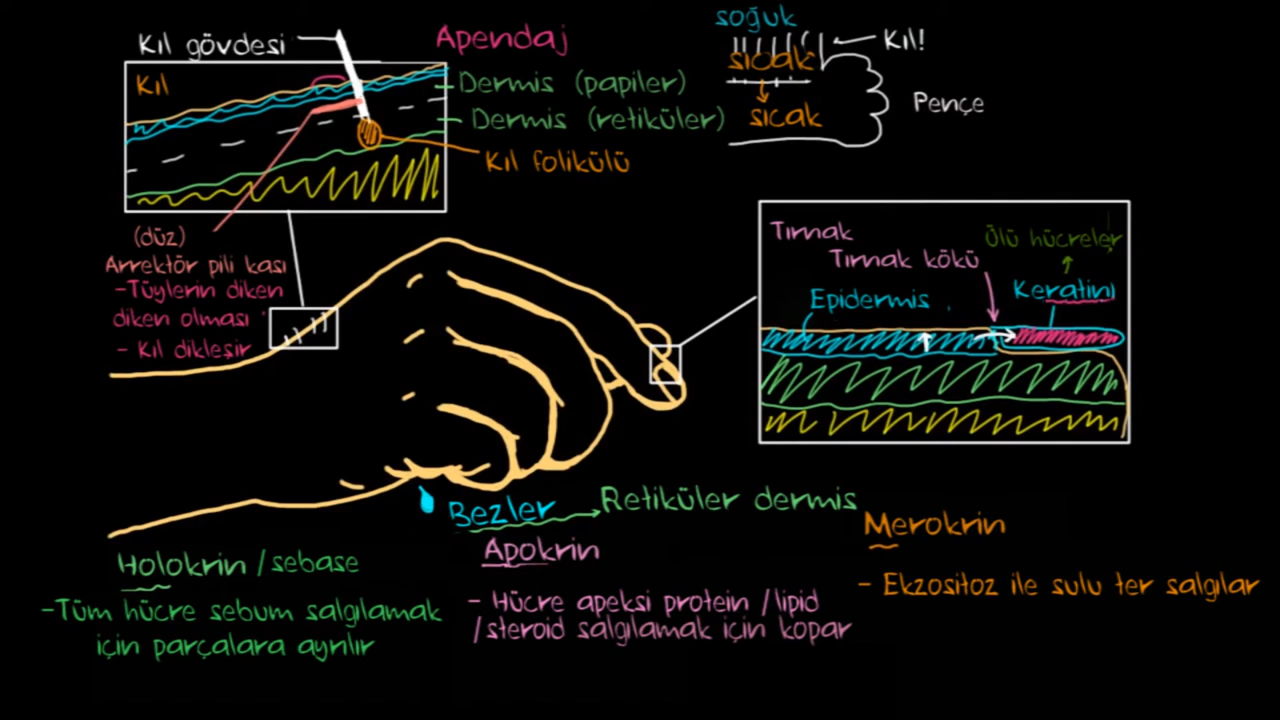 Kıl gövdesi
Apendaj
Kıl
Dermis (papiler)
Dermis (retiküler)
Kıl folikülü
soğuk
sıcak
sıcak
Kıl!
Pençe
(düz)
Arrektör pili kası
-Tüylerin diken
diken olması
- Kıl dikleşir
Tırnak
Tırnak kökü
Ölü hücreler
Keratini
Epidermis
Bezler
Retiküler dermis
Holokrin / sebase
-Tüm hücre sebum salgılamak
için parçalara ayrılır
Apokrin
- Hücre apeksi protein / lipid
/steroid salgılamak için kopar
Merokrin
- Ekzositoz ile sulu ter salgılar